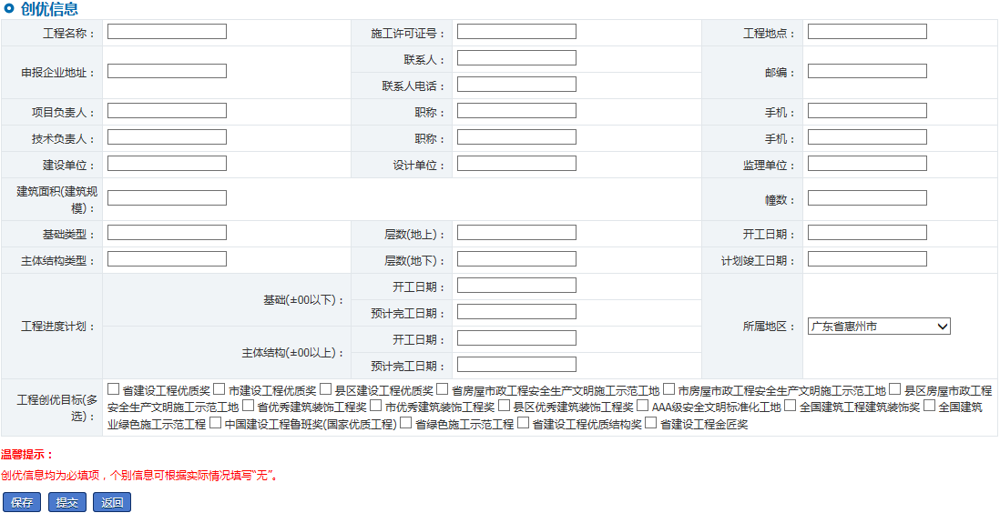 创优信息
工程名称： 施工许可证号： 工程地点：
申报企业地址： 联系人： 邮编：
联系人电话：
项目负责人： 职称： 手机：
技术负责人： 职称： 手机：
建设单位： 设计单位： 监理单位：
建筑面积(建筑规
模)： 幢数：
基础类型： 层数(地上)： 开工日期：
主体结构类型： 层数(地下)： 计划竣工日期：
工程进度计划： 基础(±00以下)： 开工日期： 所属地区： 广东省惠州市
预计完工日期：
主体结构(±00以上)： 开工日期：
预计完工日期：
工程创优目标(多
选)：
省建设工程优质奖 市建设工程优质奖 县区建设工程优质奖 省房屋市政工程安全生产文明施工示范工地 市房屋市政工程安全生产文明施工示范工地 县区房屋市政工程
安全生产文明施工示范工地 省优秀建筑装饰工程奖 市优秀建筑装饰工程奖 县区优秀建筑装饰工程奖 AAA级安全文明标准化工地 全国建筑工程建筑装饰奖 全国建筑
业绿色施工示范工程 中国建设工程鲁班奖(国家优质工程) 省绿色施工示范工程 省建设工程优质结构奖 省建设工程金匠奖
温馨提示：
创优信息均为必填项，个别信息可根据实际情况填写"无"。
保存 提交 返回